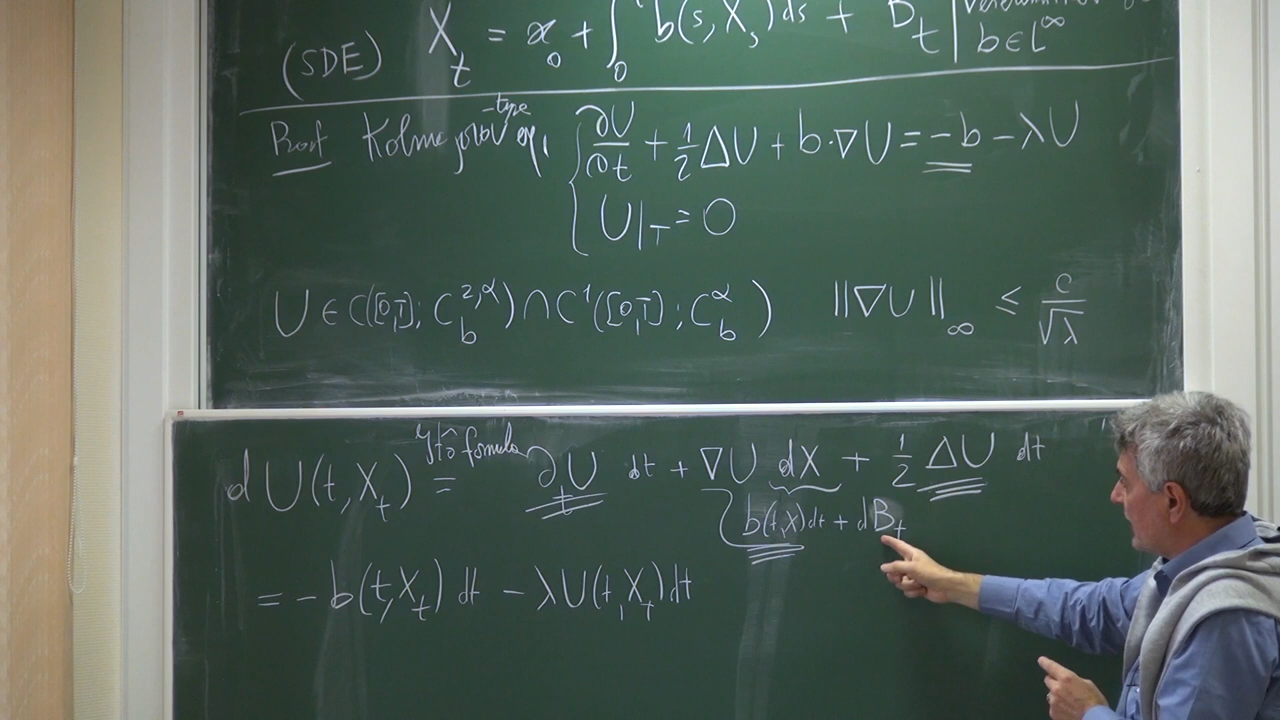 (SDE) X_t = x_0 + ∫_0^t b(s, X_s) ds + B_t | b ∈ L^∞
Proof Kolmogorov-type eq. { ∂U/∂t + 1/2 ΔU + b·∇U = -b - λU
U|_T = 0
U ∈ C([0,T]; C_b^{2,α}) ∩ C^1([0,T]; C_b^α) ||∇U||_∞ ≤ C/√λ
dU(t, X_t) = Itô formula ∂_t U dt + ∇U dX + 1/2 ΔU dt
b(t,X)dt + dB_t
= - b(t, X_t) dt - λU(t, X_t)dt